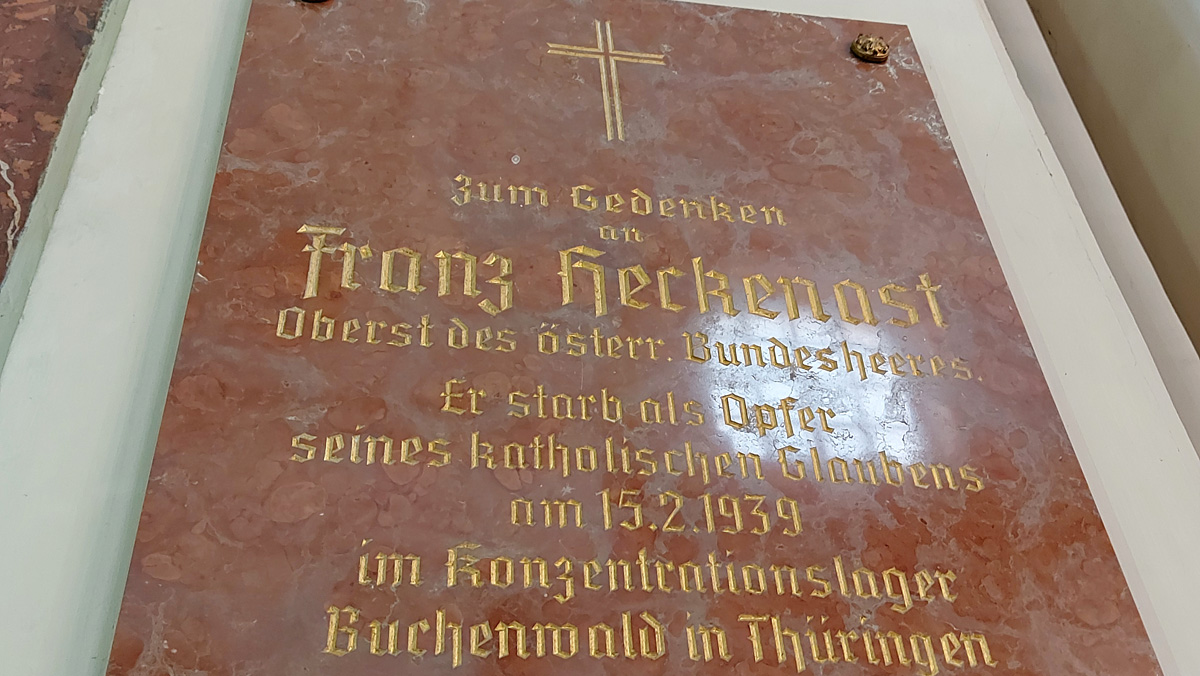 Zum Gedenken
an
Franz Heckenast
Oberst des österr. Bundesheeres.
Er starb als Opfer
seines katholischen Glaubens
am 15.2.1939
im Konzentrationslager
Buchenwald in Thüringen